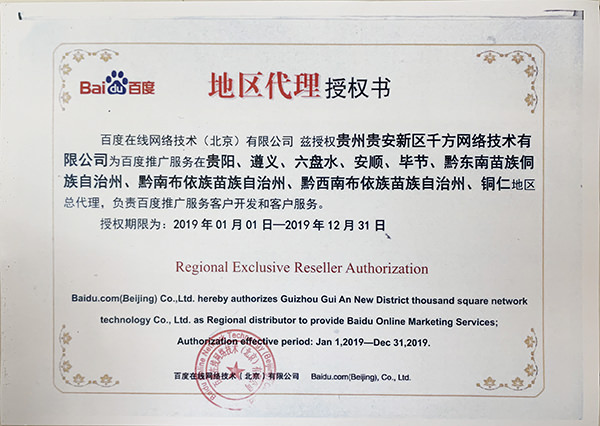 Bai du 百度
地区代理授权书
百度在线网络技术（北京）有限公司 兹授权贵州贵安新区千方网络技术有
限公司为百度推广服务在贵阳、遵义、六盘水、安顺、毕节、黔东南苗族侗
族自治州、黔南布依族苗族自治州、黔西南布依族苗族自治州、铜仁地区
总代理，负责百度推广服务客户开发和客户服务。
授权期限为：2019 年 01 月 01 日—2019 年 12 月 31 日
Regional Exclusive Reseller Authorization
Baidu.com(Beijing) Co.,Ltd. hereby authorizes Guizhou Gui An New District thousand square network
technology Co., Ltd. as Regional distributor to provide Baidu Online Marketing Services;
Authorization effective period: Jan 1,2019—Dec 31,2019.
百度在线网络技术（北京）有限公司 Baidu.com(Beijing), Co., Ltd.